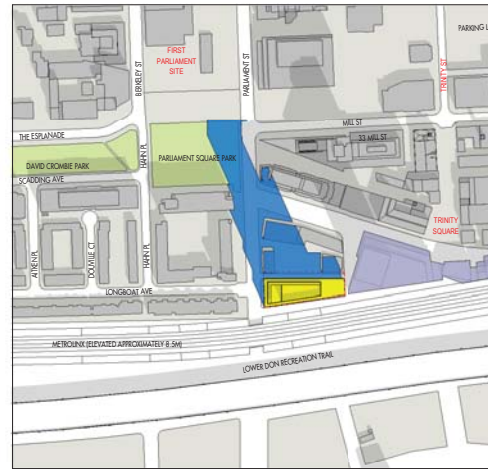 BERKELEY ST
FIRST
PARLIAMENT
SITE
PARLIAMENT ST
TRINITY ST
PARKING L
THE ESPLANADE
MILL ST
33 MILL ST
DAVID CROMBIE PARK
HAHN PL
PARLIAMENT SQUARE PARK
SCADDING AVE
AITKEN PL
DOUVILLE CT
HAHN PL
TRINITY
SQUARE
LONGBOAT AVE
METROLINX (ELEVATED APPROXIMATELY 8.5M)
LOWER DON RECREATION TRAIL